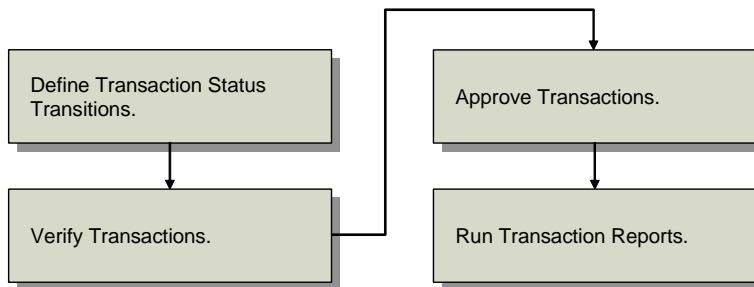 Define Transaction Status
Transitions.
Verify Transactions.
Approve Transactions.
Run Transaction Reports.